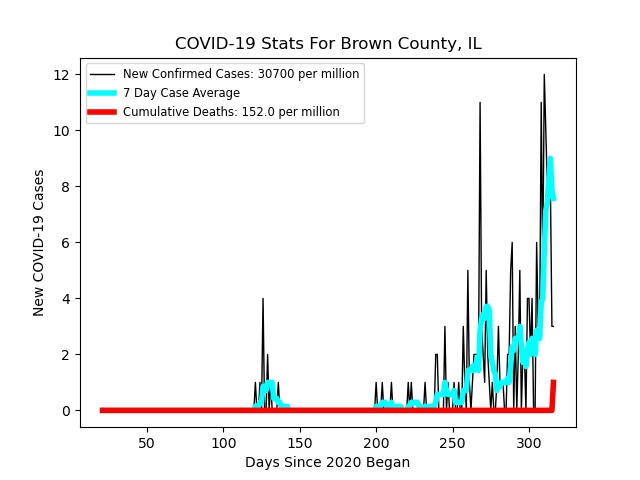 COVID-19 Stats For Brown County, IL
New Confirmed Cases: 30700 per million
7 Day Case Average
Cumulative Deaths: 152.0 per million
New COVID-19 Cases
12
10
8
6
4
2
0
50 100 150 200 250 300
Days Since 2020 Began